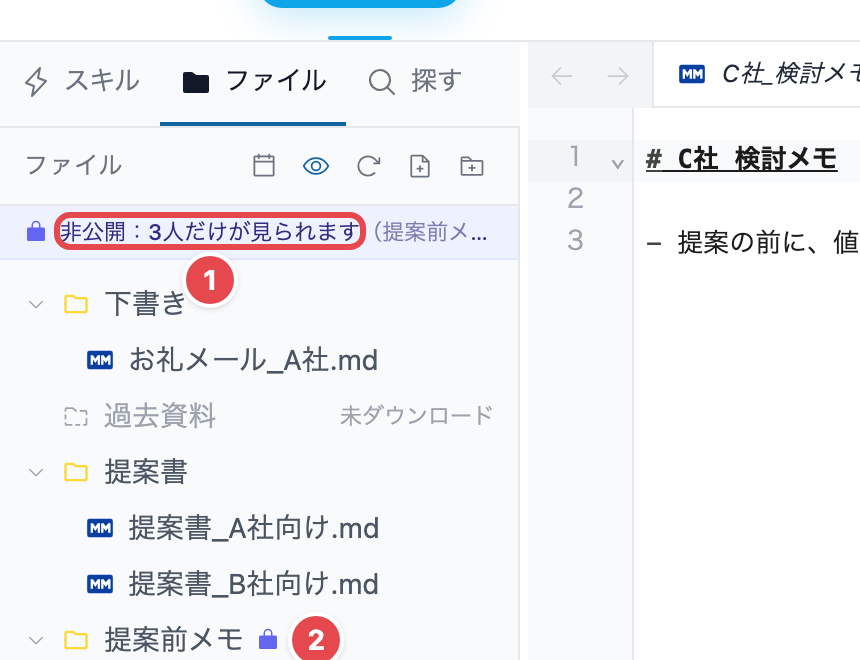 スキル ファイル 探す
C社_検討メモ
ファイル
非公開：3人だけが見られます（提案前メ...
1
下書き
お礼メール_A社.md
過去資料 未ダウンロード
提案書
提案書_A社向け.md
提案書_B社向け.md
提案前メモ 2
1 # C社 検討メモ
2
3 - 提案の前に、値